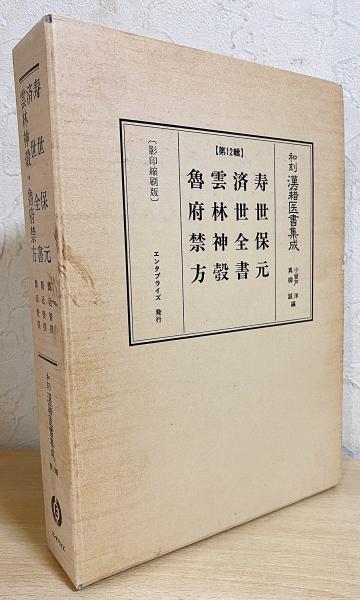 和刻 漢籍医書集成
小曽戸 洋
真柳 誠 編
【第12輯】
寿世保元
済世全書
雲林神彀
魯府禁方
〔影印縮刷版〕
エンタプライズ 発行
寿世保元
済世全書
雲林神彀・魯府禁方
和刻 漢籍医書集成